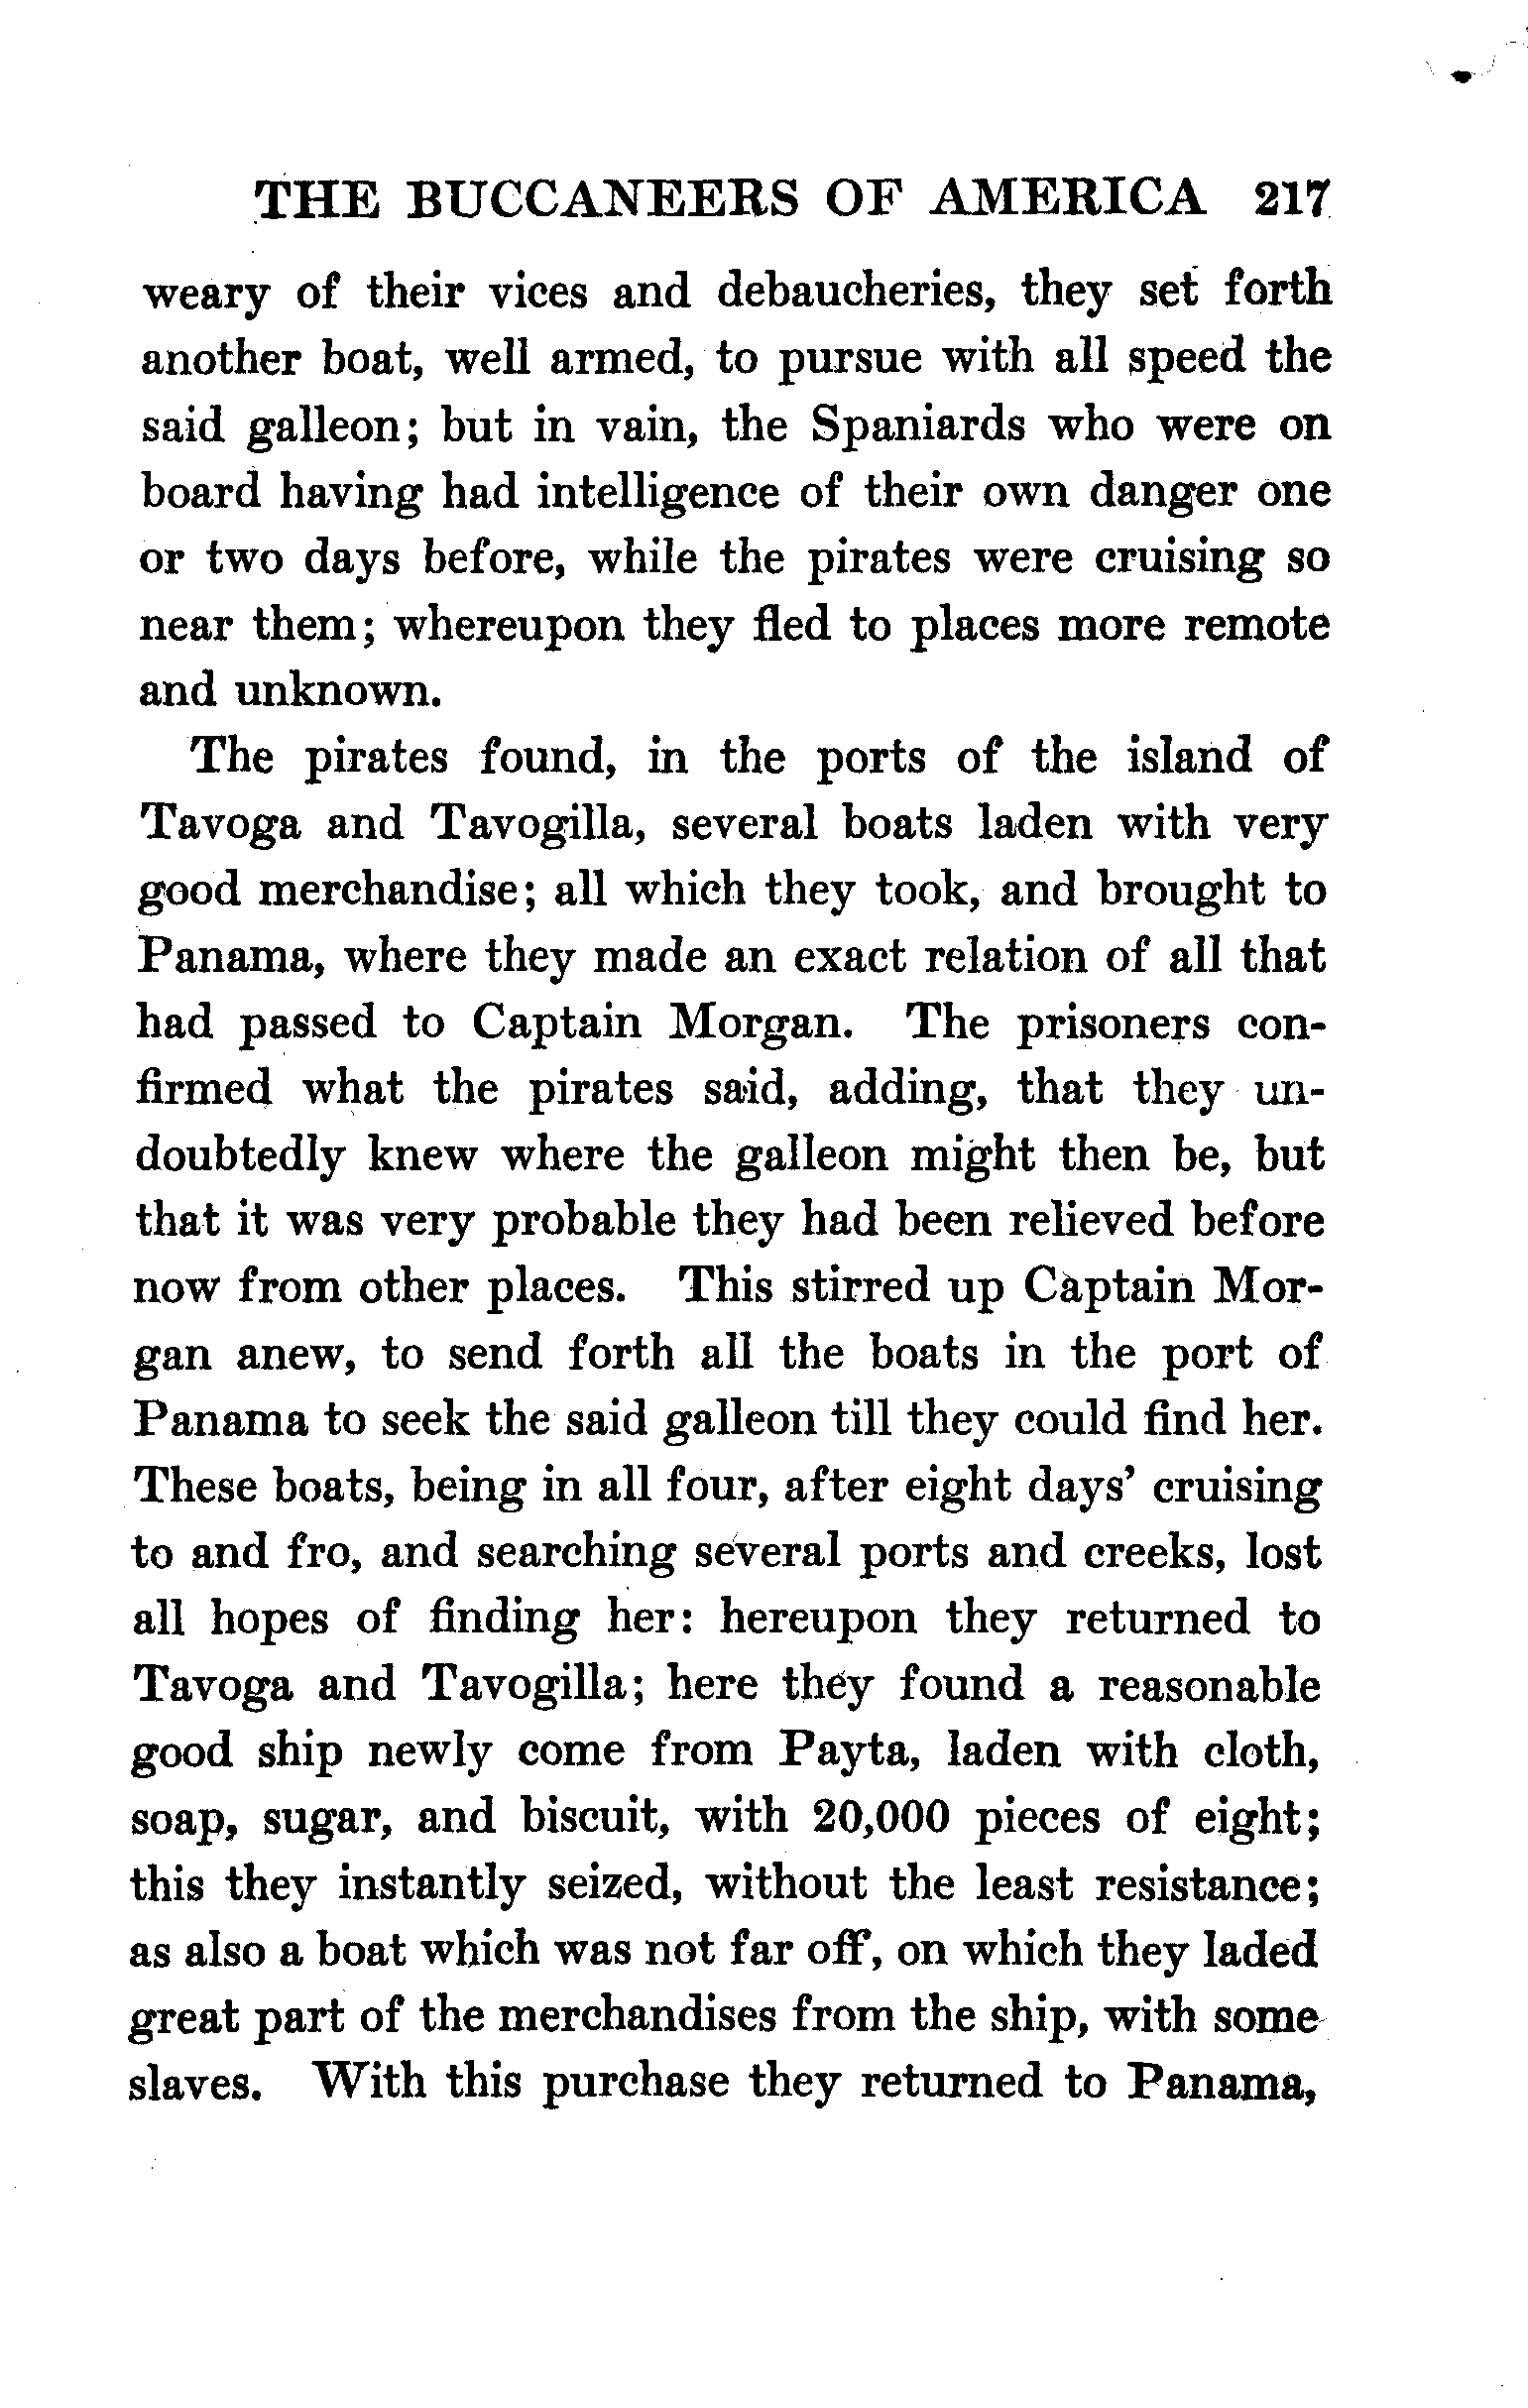 THE BUCCANEERS OF AMERICA 217
weary of their vices and debaucheries, they set forth
another boat, well armed, to pursue with all speed the
said galleon; but in vain, the Spaniards who were on
board having had intelligence of their own danger one
or two days before, while the pirates were cruising so
near them; whereupon they fled to places more remote
and unknown.
The pirates found, in the ports of the island of
Tavoga and Tavogilla, several boats laden with very
good merchandise; all which they took, and brought to
Panama, where they made an exact relation of all that
had passed to Captain Morgan. The prisoners con-
firmed what the pirates said, adding, that they un-
doubtedly knew where the galleon might then be, but
that it was very probable they had been relieved before
now from other places. This stirred up Captain Mor-
gan anew, to send forth all the boats in the port of
Panama to seek the said galleon till they could find her.
These boats, being in all four, after eight days' cruising
to and fro, and searching several ports and creeks, lost
all hopes of finding her: hereupon they returned to
Tavoga and Tavogilla; here they found a reasonable
good ship newly come from Payta, laden with cloth,
soap, sugar, and biscuit, with 20,000 pieces of eight;
this they instantly seized, without the least resistance;
as also a boat which was not far off, on which they laded
great part of the merchandises from the ship, with some
slaves. With this purchase they returned to Panama,